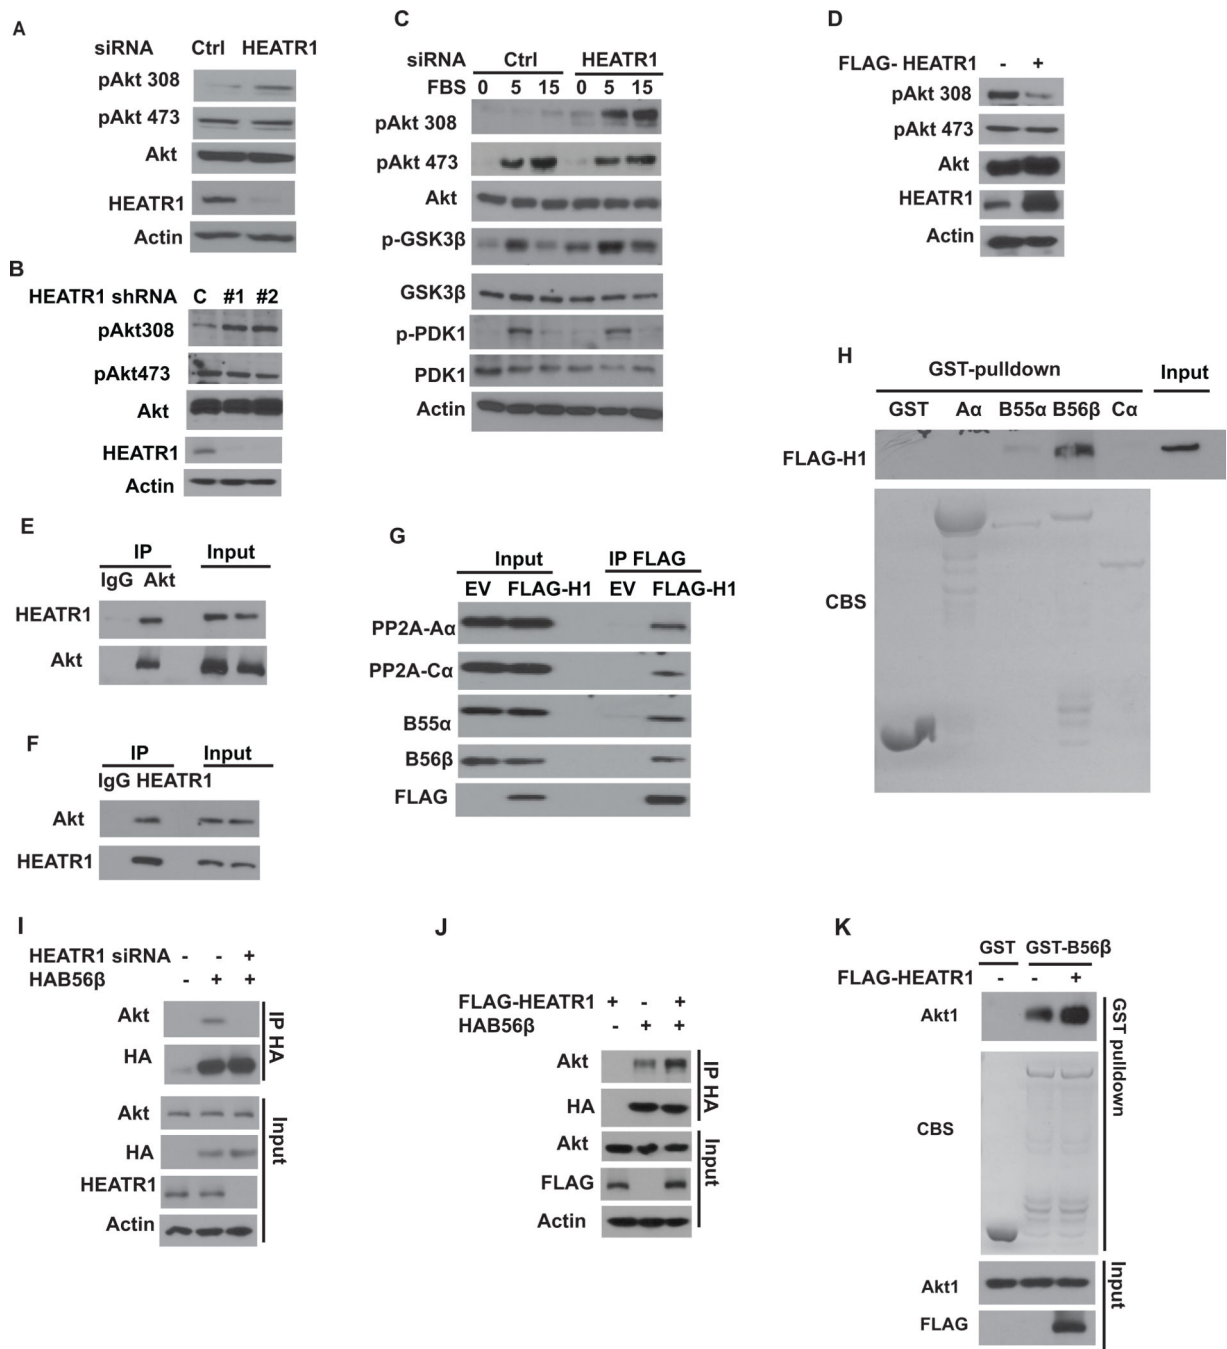 A
siRNA Ctrl HEATR1
pAkt 308
pAkt 473
Akt
HEATR1
Actin
B
HEATR1 shRNA C #1 #2
pAkt308
pAkt473
Akt
HEATR1
Actin
C
siRNA Ctrl HEATR1
FBS 0 5 15 0 5 15
pAkt 308
pAkt 473
Akt
p-GSK3β
GSK3β
p-PDK1
PDK1
Actin
D
FLAG- HEATR1 - +
pAkt 308
pAkt 473
Akt
HEATR1
Actin
E
IP Input
IgG Akt
HEATR1
Akt
F
IP Input
IgG HEATR1
Akt
HEATR1
G
Input IP FLAG
EV FLAG-H1 EV FLAG-H1
PP2A-Aα
PP2A-Cα
B55α
B56β
FLAG
H
GST-pulldown Input
GST Aα B55α B56β Cα
FLAG-H1
CBS
I
HEATR1 siRNA - - +
HAB56β - + +
Akt
HA
IP HA
Akt
HA
HEATR1
Actin
Input
J
FLAG-HEATR1 + - +
HAB56β - + +
Akt
HA
IP HA
Akt
FLAG
Actin
Input
K
GST GST-B56β
FLAG-HEATR1 - - +
Akt1
CBS
GST pulldown
Akt1
FLAG
Input